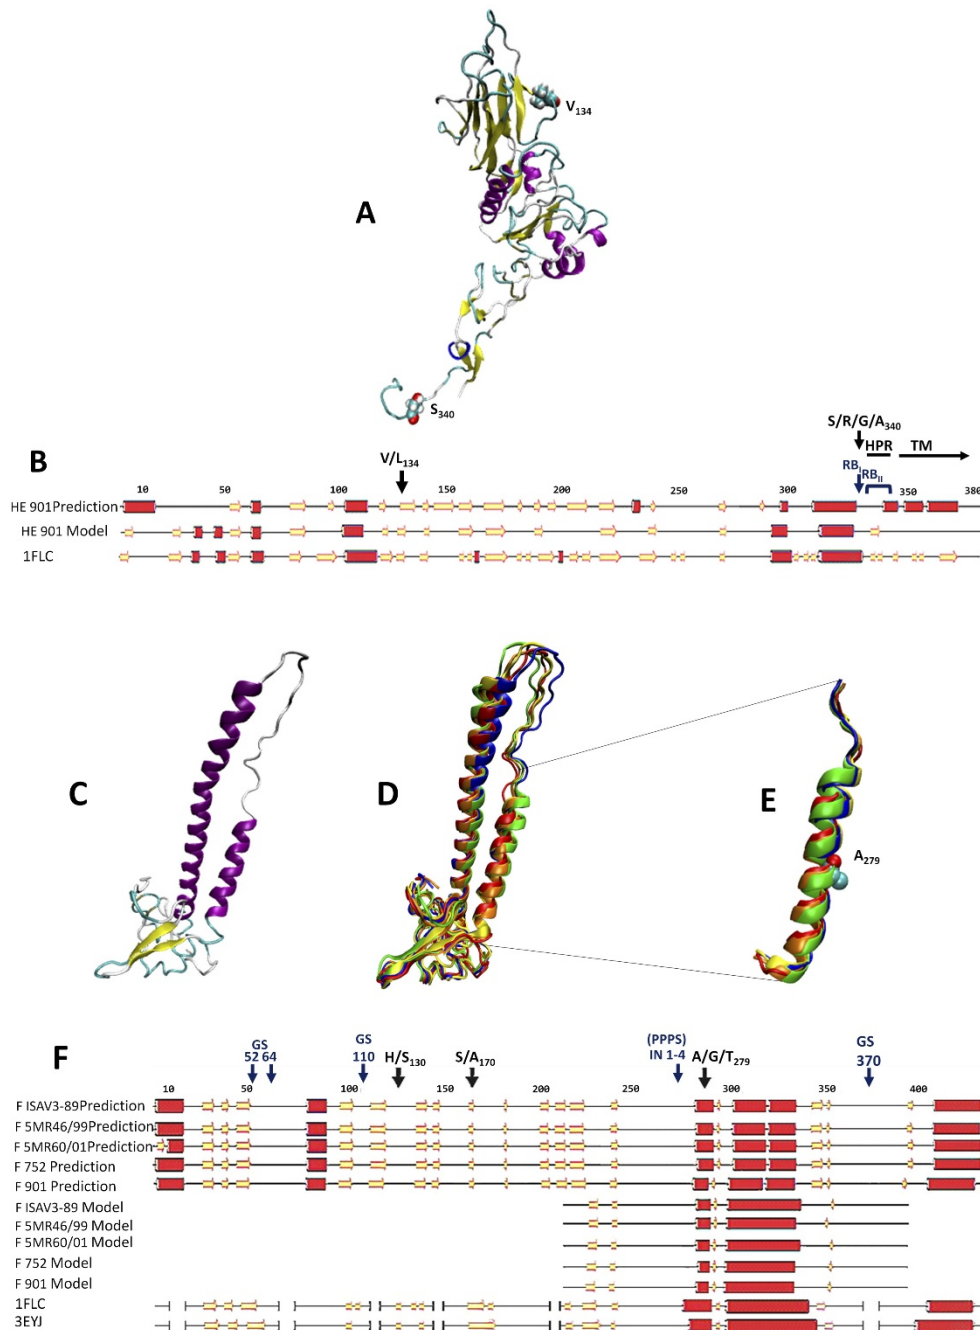 V134
A
S340
S/R/G/A340
B
V/L134
HPR
TM
RBI
RBII
10 50 100 150 200 250 300 350 380
HE 901Prediction
HE 901 Model
1FLC
C
D
E
A279
F
GS
52 64
GS
110
H/S130
S/A170
(PPPS)
IN 1-4
A/G/T279
GS
370
10 50 100 150 200 250 300 350 400
F ISAV3-89Prediction
F 5MR46/99Prediction
F 5MR60/01Prediction
F 752 Prediction
F 901 Prediction
F ISAV3-89 Model
F 5MR46/99 Model
F 5MR60/01 Model
F 752 Model
F 901 Model
1FLC
3EYJ